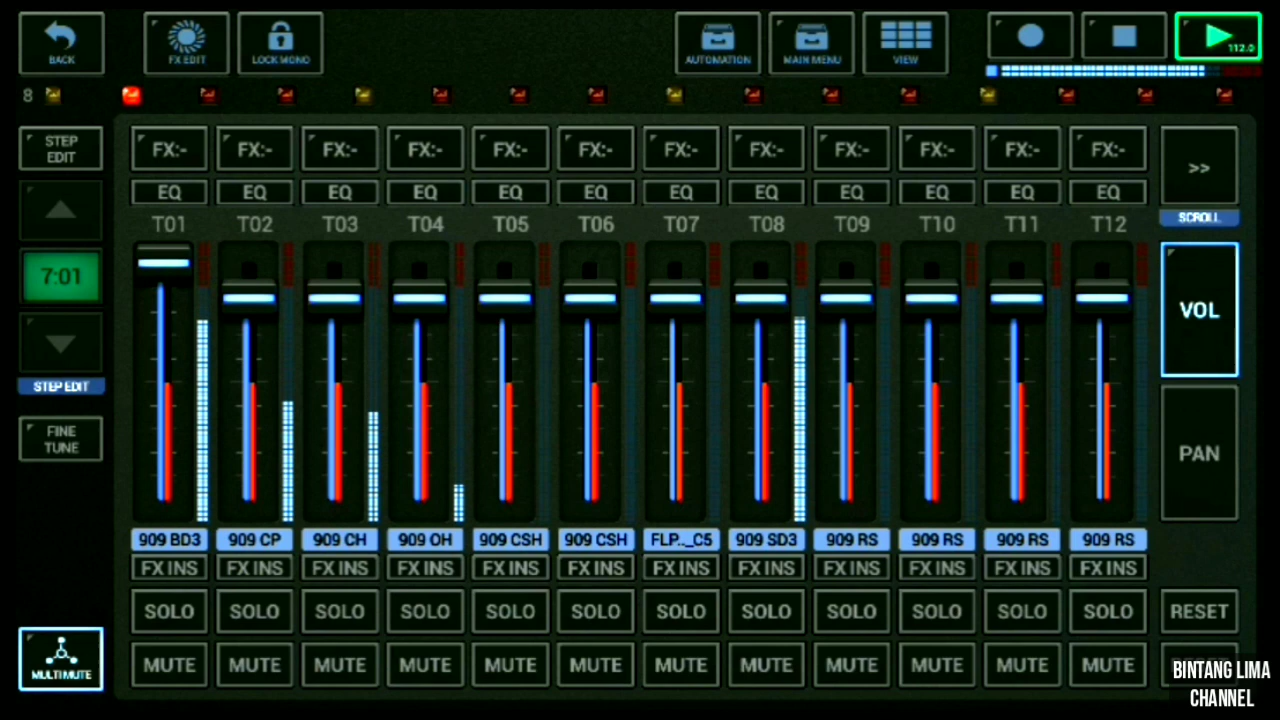 BACK
FX EDIT
LOCK MONO
AUTOMATION
MAIN MENU
VIEW
112.0
8
STEP
EDIT
FX:- FX:- FX:- FX:- FX:- FX:- FX:- FX:- FX:- FX:- FX:- FX:-
>>
EQ EQ EQ EQ EQ EQ EQ EQ EQ EQ EQ EQ
SCROLL
T01 T02 T03 T04 T05 T06 T07 T08 T09 T10 T11 T12
7:01
VOL
STEP EDIT
FINE
TUNE
PAN
909 BD3 909 CP 909 CH 909 OH 909 CSH 909 CSH FLP.._C5 909 SD3 909 RS 909 RS 909 RS 909 RS
FX INS FX INS FX INS FX INS FX INS FX INS FX INS FX INS FX INS FX INS FX INS FX INS
SOLO SOLO SOLO SOLO SOLO SOLO SOLO SOLO SOLO SOLO SOLO SOLO RESET
MUTE MUTE MUTE MUTE MUTE MUTE MUTE MUTE MUTE MUTE MUTE MUTE
MULTI MUTE
BINTANG LIMA
CHANNEL